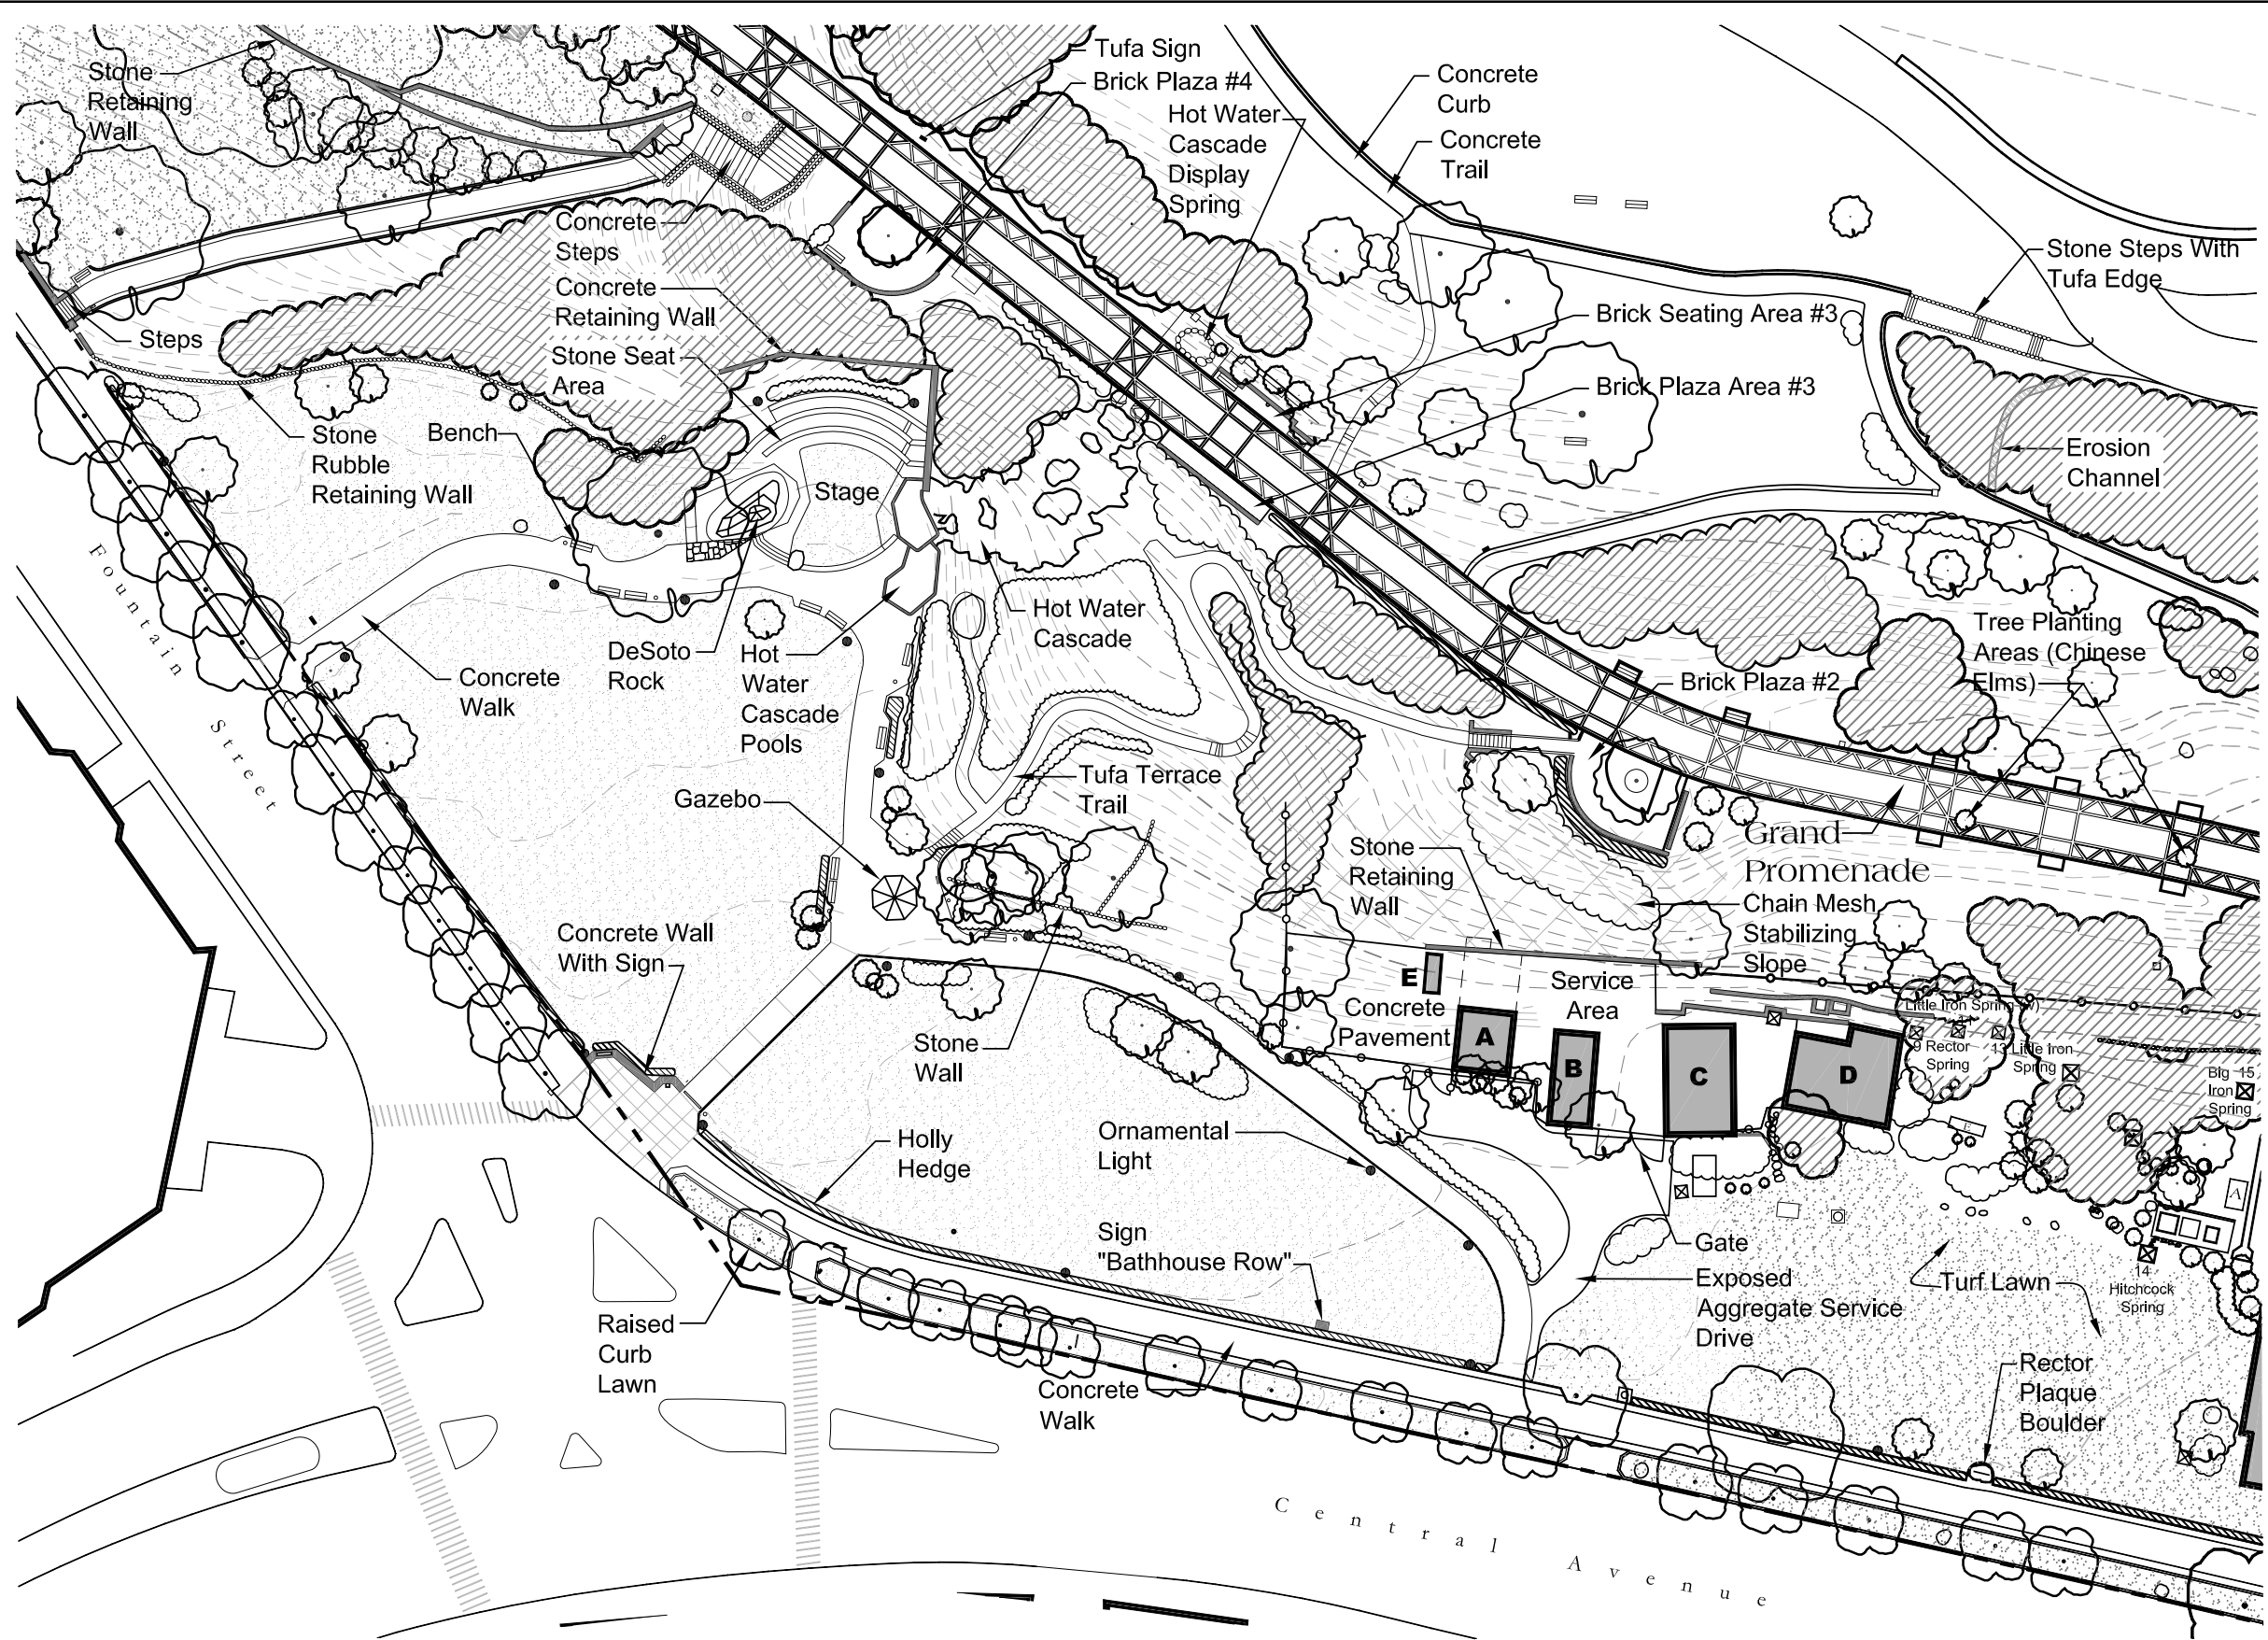 Stone
Retaining
Wall
Tufa Sign
Brick Plaza #4
Hot Water
Cascade
Display
Spring
Concrete
Curb
Concrete
Trail
Concrete
Steps
Concrete
Retaining Wall
Stone Seat
Area
Stone Steps With
Tufa Edge
Steps
Brick Seating Area #3
Brick Plaza Area #3
Stone
Rubble
Retaining Wall
Bench
Stage
Erosion
Channel
Fountain Street
Hot Water
Cascade
DeSoto
Rock
Hot
Water
Cascade
Pools
Concrete
Walk
Tree Planting
Areas (Chinese
Elms)
Brick Plaza #2
Tufa Terrace
Trail
Gazebo
Grand
Promenade
Stone
Retaining
Wall
Chain Mesh
Stabilizing
Slope
Concrete Wall
With Sign
E
Concrete
Pavement
Service
Area
A
B
C
D
Little Iron Spring
9 Rector
Spring
13 Little Iron
Spring
Big 15
Iron
Spring
Stone
Wall
Holly
Hedge
Ornamental
Light
E
A
Sign
"Bathhouse Row"
Gate
Exposed
Aggregate Service
Drive
Turf Lawn
14
Hitchcock
Spring
Raised
Curb
Lawn
Concrete
Walk
Rector
Plaque
Boulder
Central Avenue